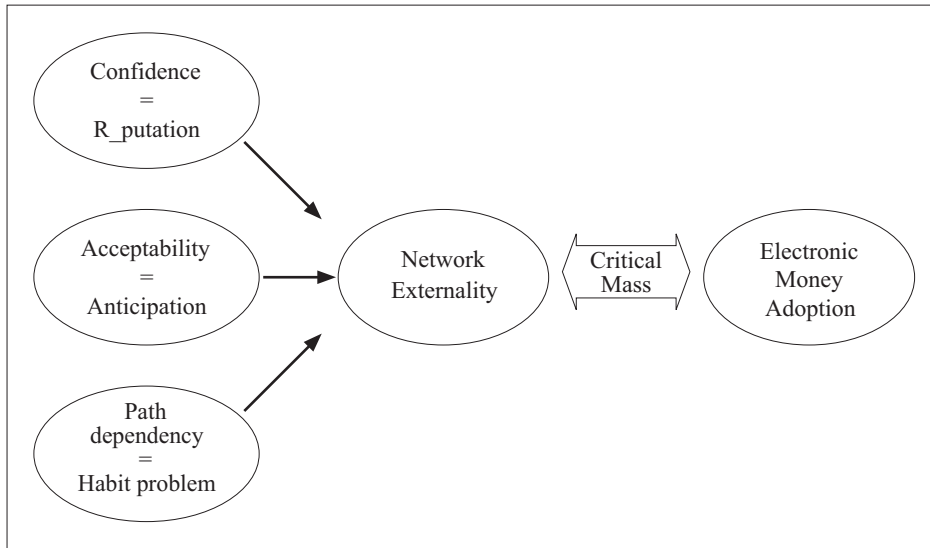 Confidence
=
R_putation
Acceptability
=
Anticipation
Path
dependency
=
Habit problem
Network
Externality
Critical
Mass
Electronic
Money
Adoption